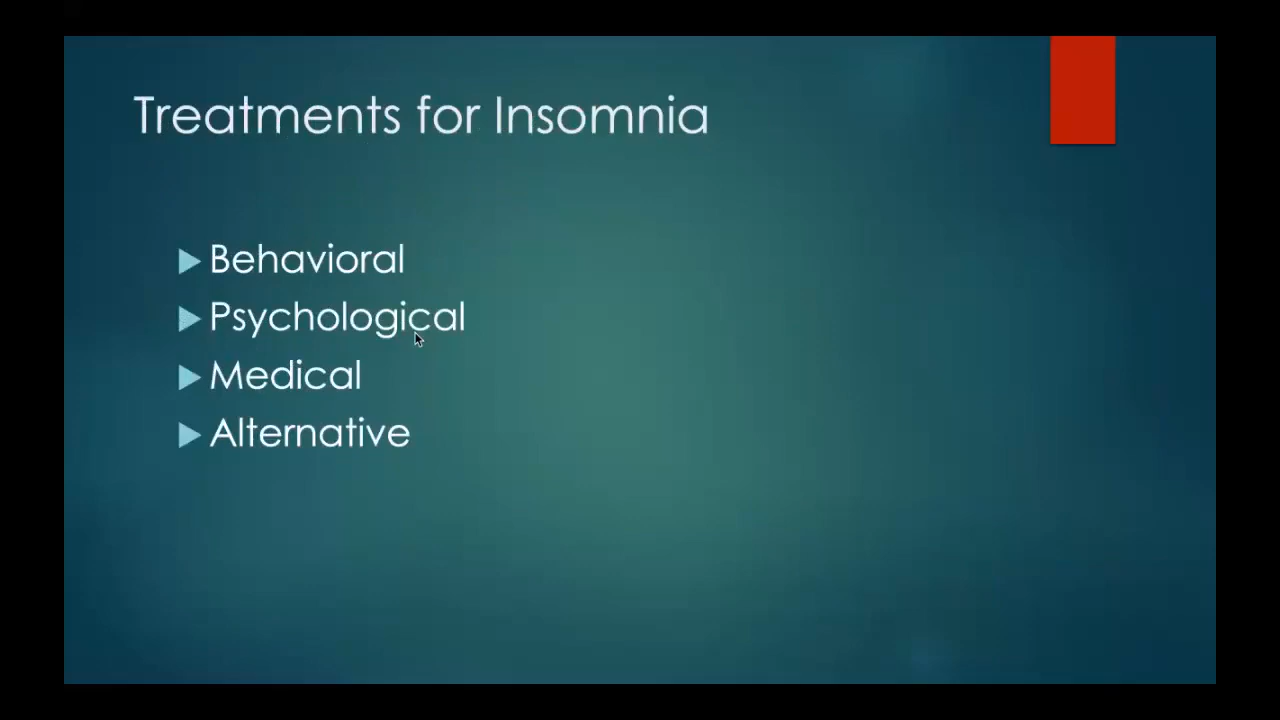 Treatments for Insomnia
Behavioral
Psychological
Medical
Alternative